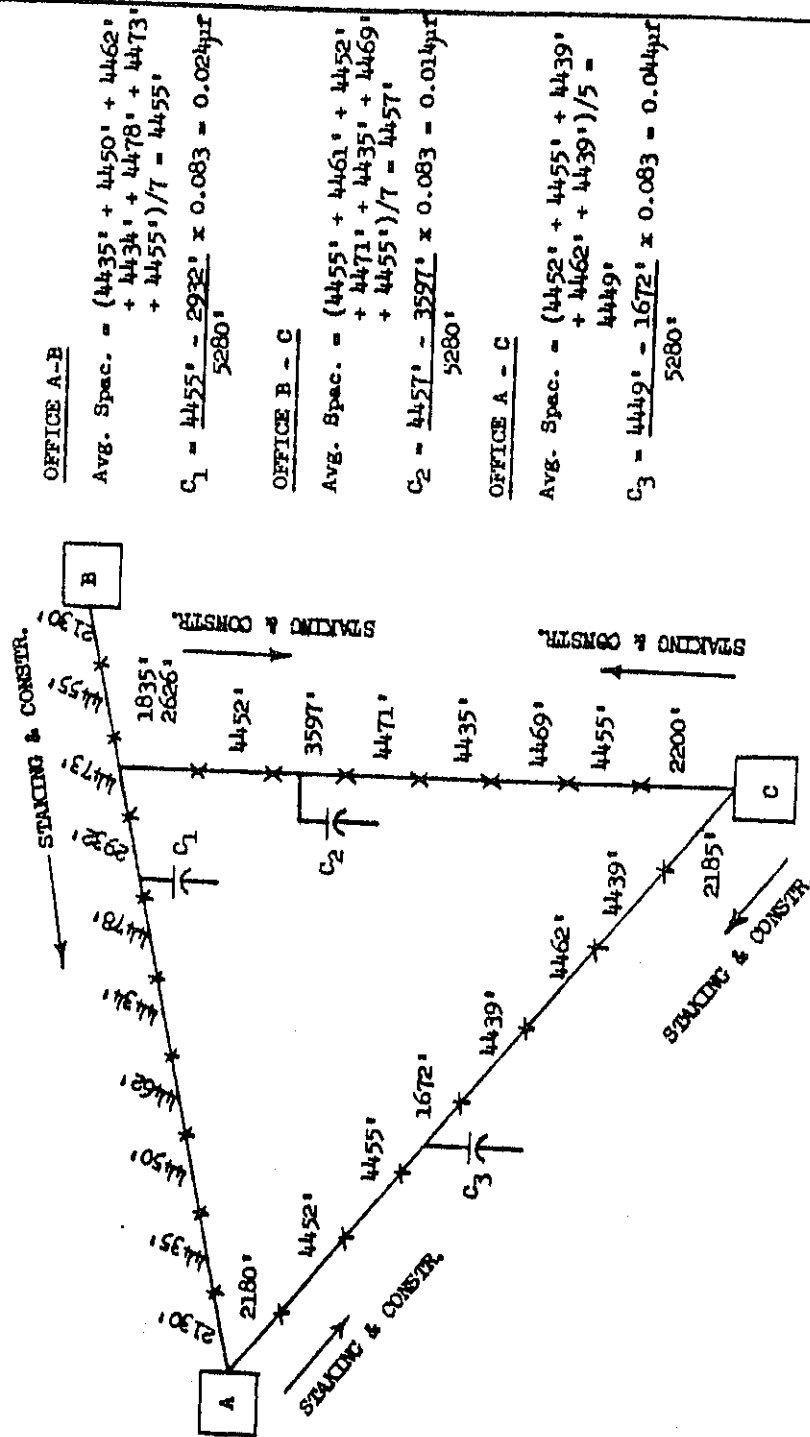 OFFICE A-B
Avg. Spac. = (4435' + 4450' + 4462'
+ 4434' + 4478' + 4473'
+ 4455')/7 = 4455'
C1 = 4455' - 2932' x 0.083 = 0.024µf
5280'
OFFICE B - C
Avg. Spac. = (4455' + 4461' + 4452'
+ 4471' + 4435' + 4469'
+ 4455')/7 = 4457'
C2 = 4457' - 3597' x 0.083 = 0.014µf
5280'
OFFICE A - C
Avg. Spac. = (4452' + 4455' + 4439'
+ 4462' + 4439')/5 =
4449'
C3 = 4449' - 1672' x 0.083 = 0.044µf
5280'
STAKING & CONSTR.
A
2130'
4435'
4450'
4462'
4434'
4478'
2932'
C1
4473'
4455'
2130'
B
1835'
2626'
4452'
3597'
C2
4471'
4435'
4469'
4455'
2200'
C
STAKING & CONSTR.
STAKING & CONSTR.
2180'
4452'
4455'
1672'
C3
4439'
4462'
4439'
2185'
STAKING & CONSTR.
STAKING & CONSTR